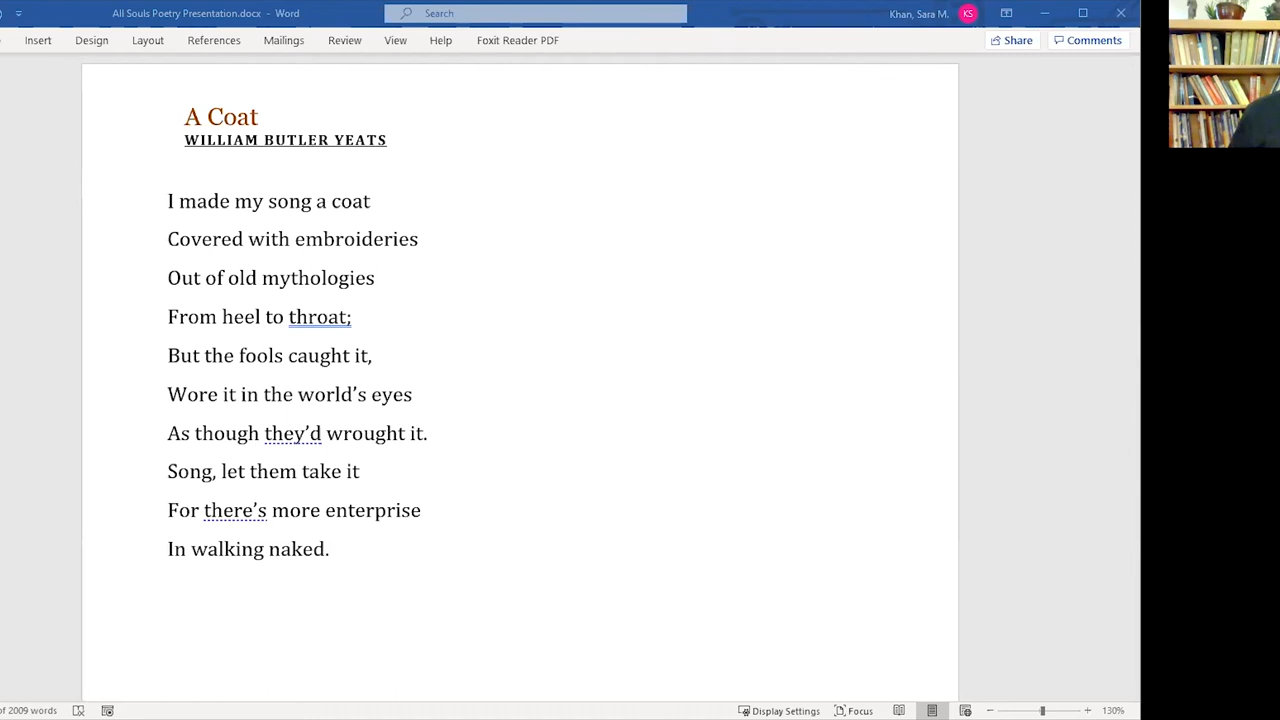 All Souls Poetry Presentation.docx - Word
Search
Khan, Sara M.
KS
Insert Design Layout References Mailings Review View Help Foxit Reader PDF
Share
Comments
A Coat
WILLIAM BUTLER YEATS
I made my song a coat
Covered with embroideries
Out of old mythologies
From heel to throat;
But the fools caught it,
Wore it in the world’s eyes
As though they’d wrought it.
Song, let them take it
For there’s more enterprise
In walking naked.
of 2009 words
Display Settings
Focus
130%